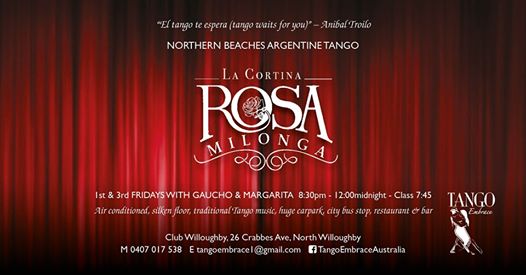 “El tango te espera (tango waits for you)” – Anibal Troilo
NORTHERN BEACHES ARGENTINE TANGO
LA CORTINA
ROSA
MILONGA
1st & 3rd FRIDAYS WITH GAUCHO & MARGARITA 8:30pm - 12:00midnight - Class 7:45
Air conditioned, silken floor, traditional Tango music, huge carpark, city bus stop, restaurant & bar
TANGO
Embrace
Club Willoughby, 26 Crabbes Ave, North Willoughby
M 0407 017 538 E tangoembrace1@gmail.com f TangoEmbraceAustralia